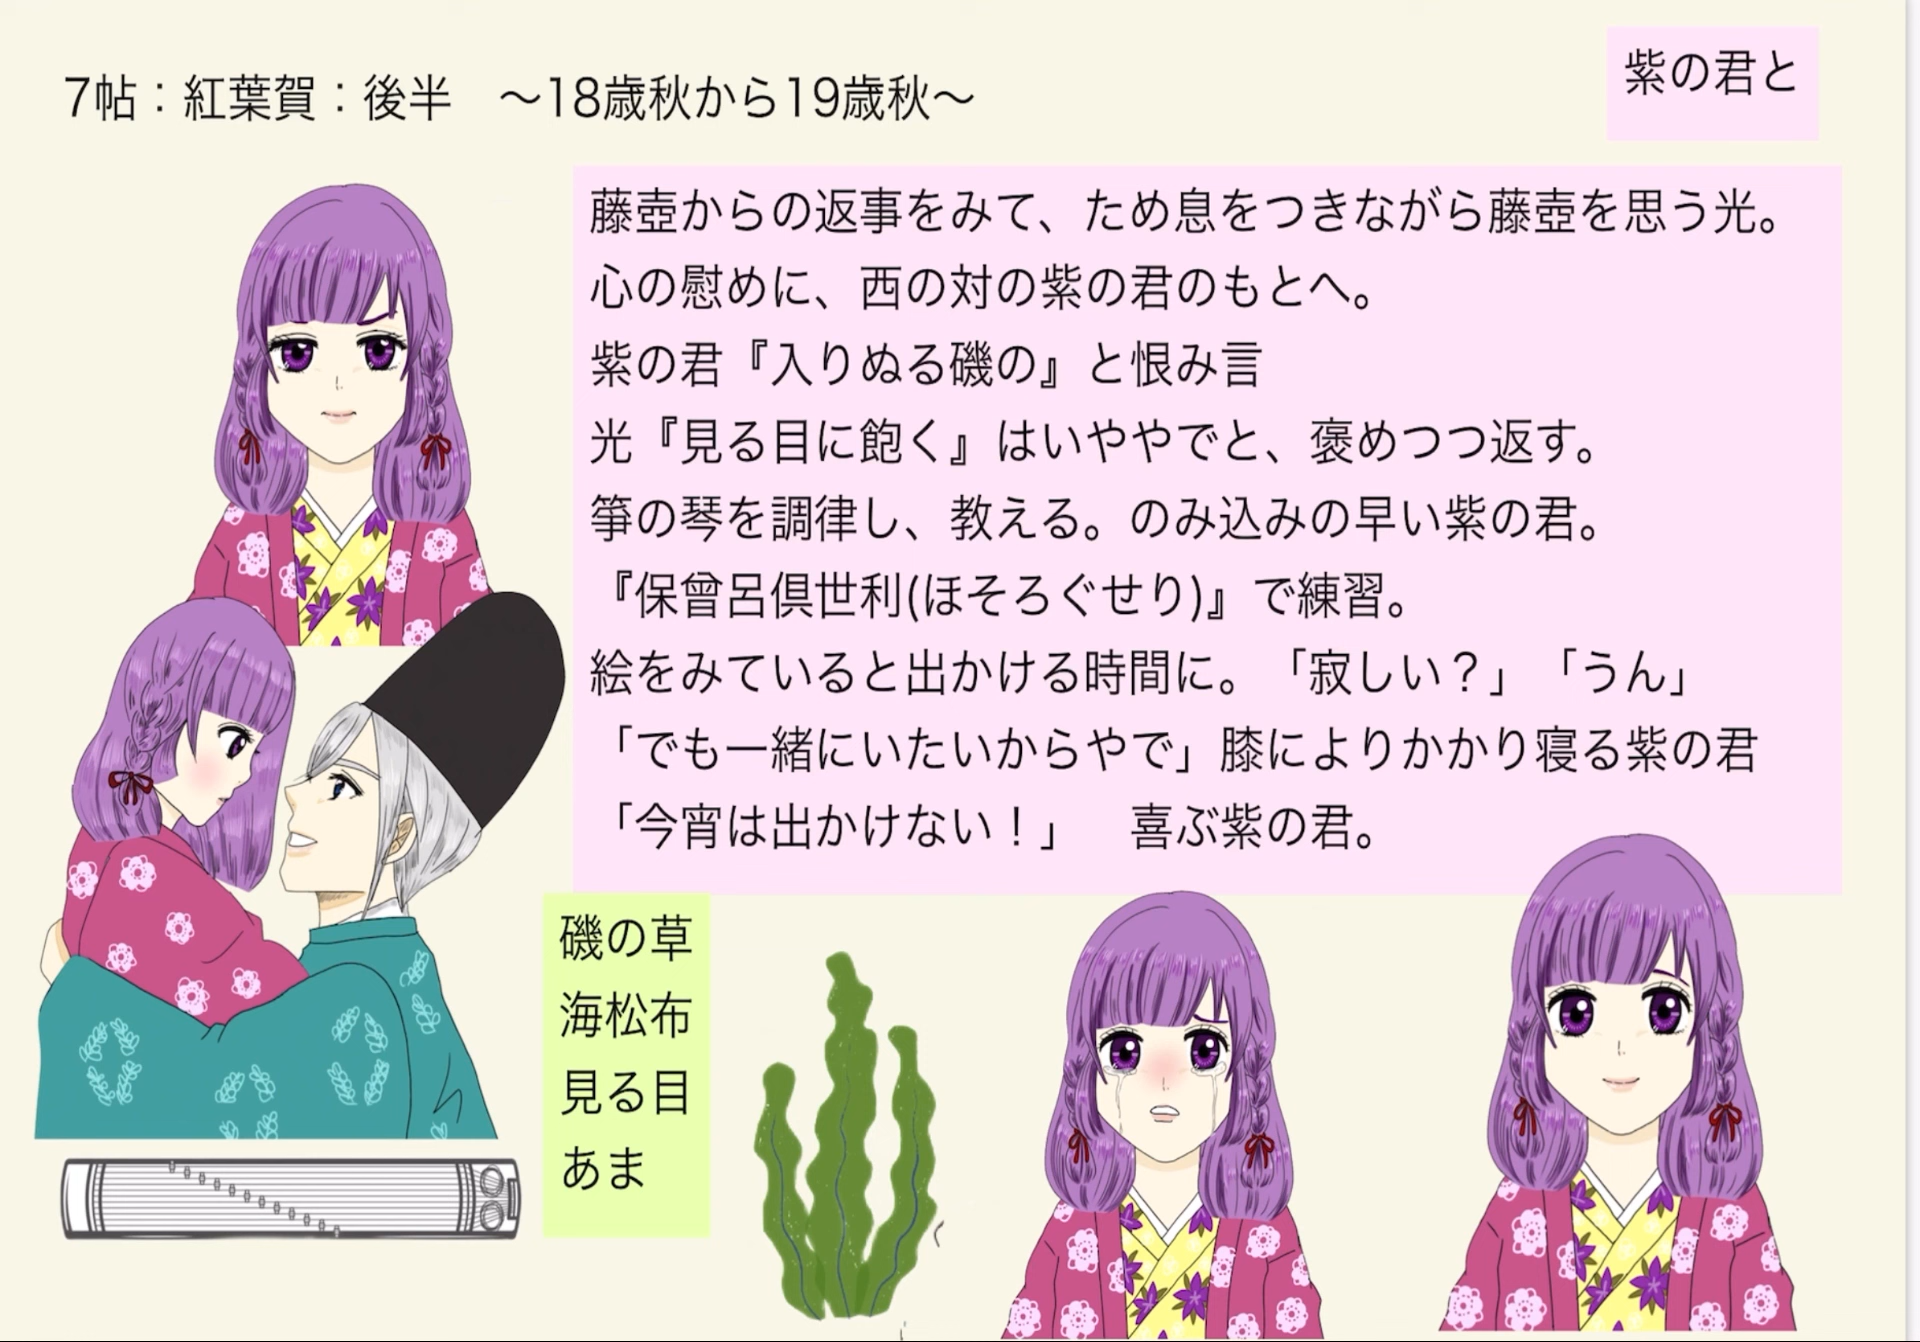 7帖：紅葉賀：後半　～18歳秋から19歳秋～
紫の君と
藤壺からの返事をみて、ため息をつきながら藤壺を思う光。
心の慰めに、西の対の紫の君のもとへ。
紫の君『入りぬる磯の』と恨み言
光『見る目に飽く』はいややでと、褒めつつ返す。
箏の琴を調律し、教える。のみ込みの早い紫の君。
『保曾呂倶世利(ほそろぐせり)』で練習。
絵をみていると出かける時間に。「寂しい？」「うん」
「でも一緒にいたいからやで」膝によりかかり寝る紫の君
「今宵は出かけない！」　喜ぶ紫の君。
磯の草
海松布
見る目
あま